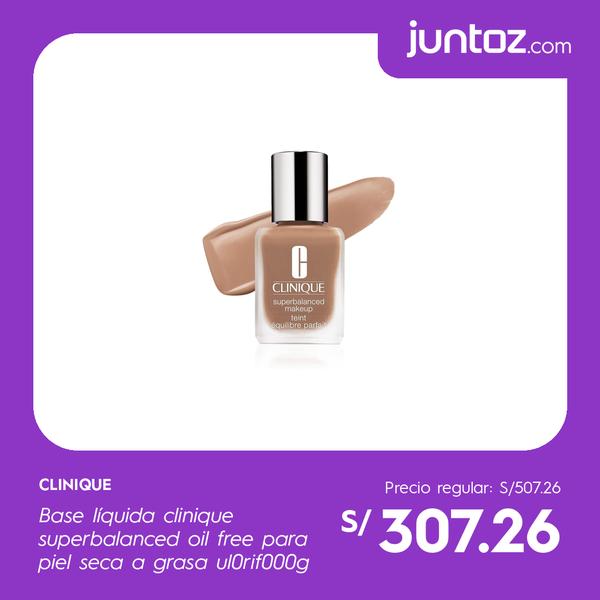 juntoz.com
C
CLINIQUE
superbalanced
makeup
teint
équilibre parfait
CLINIQUE
Base líquida clinique
superbalanced oil free para
piel seca a grasa ul0rif000g
Precio regular: S/507.26
S/ 307.26